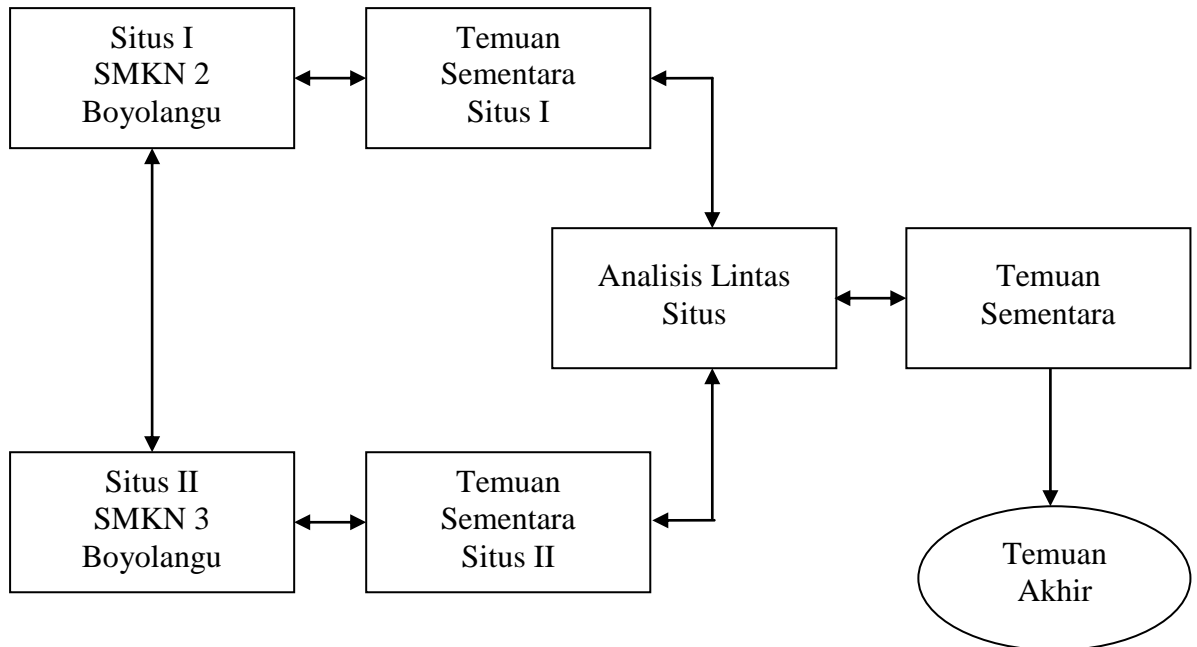 Situs I
SMKN 2
Boyolangu
Temuan
Sementara
Situs I
Analisis Lintas
Situs
Temuan
Sementara
Situs II
SMKN 3
Boyolangu
Temuan
Sementara
Situs II
Temuan
Akhir